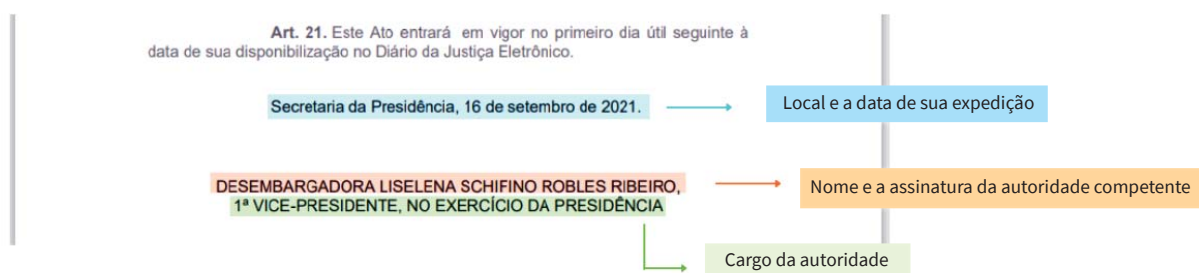 Art. 21. Este Ato entrará em vigor no primeiro dia útil seguinte à
data de sua disponibilização no Diário da Justiça Eletrônico.
Secretaria da Presidência, 16 de setembro de 2021.
Local e a data de sua expedição
DESEMBARGADORA LISELENA SCHIFINO ROBLES RIBEIRO,
Nome e a assinatura da autoridade competente
1ª VICE-PRESIDENTE, NO EXERCÍCIO DA PRESIDÊNCIA
Cargo da autoridade